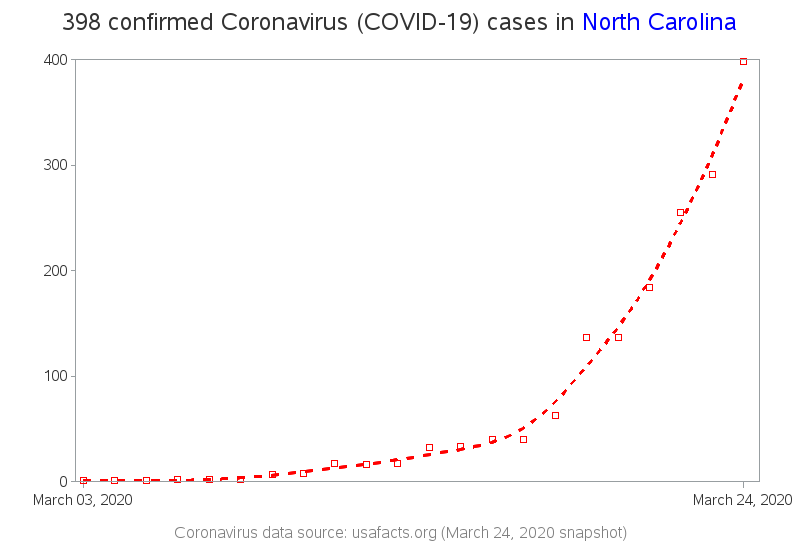 398 confirmed Coronavirus (COVID-19) cases in North Carolina
400
300
200
100
0
March 03, 2020 March 24, 2020
Coronavirus data source: usafacts.org (March 24, 2020 snapshot)